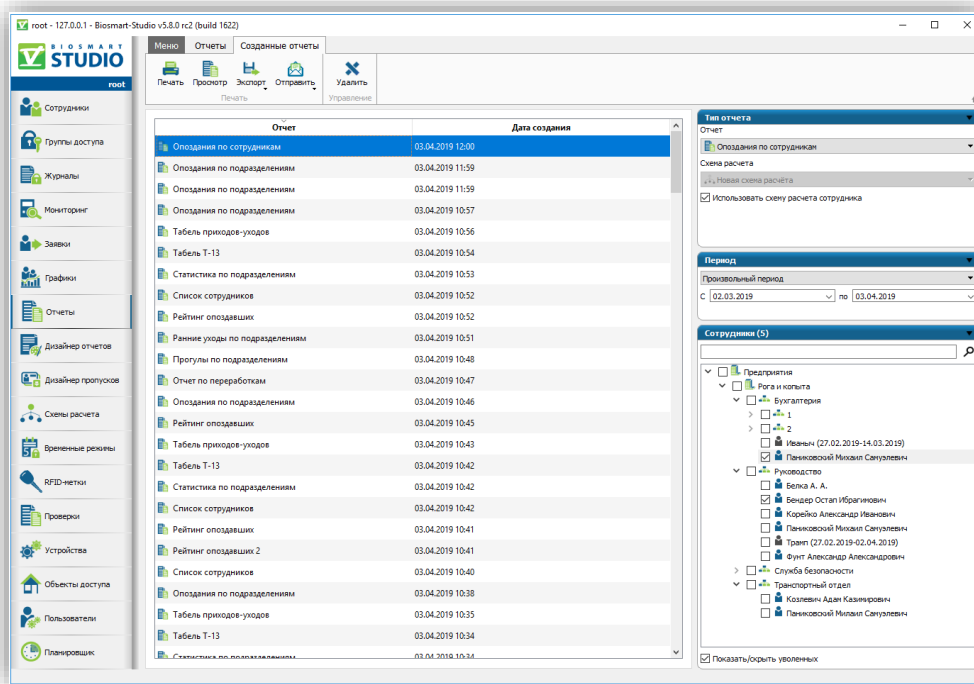 root - 127.0.0.1 - Biosmart-Studio v5.8.0 rc2 (build 1622)
BIOSMART
STUDIO
root
Меню Отчеты Созданные отчеты
Печать Просмотр Экспорт Отправить Удалить
Печать Управление
Сотрудники
Группы доступа
Журналы
Мониторинг
Заявки
Графики
Отчеты
Дизайнер отчетов
Дизайнер пропусков
Схемы расчета
Временные режимы
RFID-метки
Проверки
Устройства
Объекты доступа
Пользователи
Планировщик
Отчет Дата создания
Опоздания по сотрудникам 03.04.2019 12:00
Опоздания по подразделениям 03.04.2019 11:59
Опоздания по подразделениям 03.04.2019 11:59
Опоздания по подразделениям 03.04.2019 10:57
Табель приходов-уходов 03.04.2019 10:56
Табель Т-13 03.04.2019 10:54
Статистика по подразделениям 03.04.2019 10:53
Список сотрудников 03.04.2019 10:52
Рейтинг опоздавших 03.04.2019 10:52
Ранние уходы по подразделениям 03.04.2019 10:51
Прогулы по подразделениям 03.04.2019 10:48
Отчет по переработкам 03.04.2019 10:47
Опоздания по подразделениям 03.04.2019 10:46
Рейтинг опоздавших 03.04.2019 10:45
Табель приходов-уходов 03.04.2019 10:43
Табель Т-13 03.04.2019 10:42
Статистика по подразделениям 03.04.2019 10:42
Список сотрудников 03.04.2019 10:42
Рейтинг опоздавших 03.04.2019 10:41
Рейтинг опоздавших 2 03.04.2019 10:41
Список сотрудников 03.04.2019 10:40
Опоздания по подразделениям 03.04.2019 10:38
Табель приходов-уходов 03.04.2019 10:35
Табель Т-13 03.04.2019 10:34
Статистика по подразделениям 03.04.2019 10:34
Тип отчета
Отчет
Опоздания по сотрудникам
Схема расчета
Новая схема расчёта
Использовать схему расчета сотрудника
Период
Произвольный период
С 02.03.2019 по 03.04.2019
Сотрудники (5)
Предприятия
Рога и копыта
Бухгалтерия
1
2
Иваныч (27.02.2019-14.03.2019)
Паниковский Михаил Самуэлевич
Руководство
Белка А. А.
Бендер Остап Ибрагимович
Корейко Александр Иванович
Паниковский Михаил Самуэлевич
Трамп (27.02.2019-02.04.2019)
Фунт Александр Александрович
Служба безопасности
Транспортный отдел
Козлевич Адам Казимирович
Паниковский Милаил Самуэлевич
Показать/скрыть уволенных